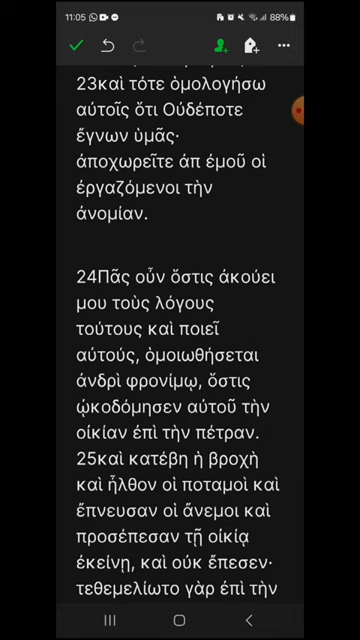 11:05 88%
23καὶ τότε ὁμολογήσω
αὐτοῖς ὅτι Οὐδέποτε
ἔγνων ὑμᾶς·
ἀποχωρεῖτε ἀπ ἐμοῦ οἱ
ἐργαζόμενοι τὴν
ἀνομίαν.
24Πᾶς οὖν ὅστις ἀκούει
μου τοὺς λόγους
τούτους καὶ ποιεῖ
αὐτούς, ὁμοιωθήσεται
ἀνδρὶ φρονίμῳ, ὅστις
ᾠκοδόμησεν αὐτοῦ τὴν
οἰκίαν ἐπὶ τὴν πέτραν.
25καὶ κατέβη ἡ βροχὴ
καὶ ἦλθον οἱ ποταμοὶ καὶ
ἔπνευσαν οἱ ἄνεμοι καὶ
προσέπεσαν τῇ οἰκίᾳ
ἐκείνῃ, καὶ οὐκ ἔπεσεν·
τεθεμελίωτο γὰρ ἐπὶ τὴν